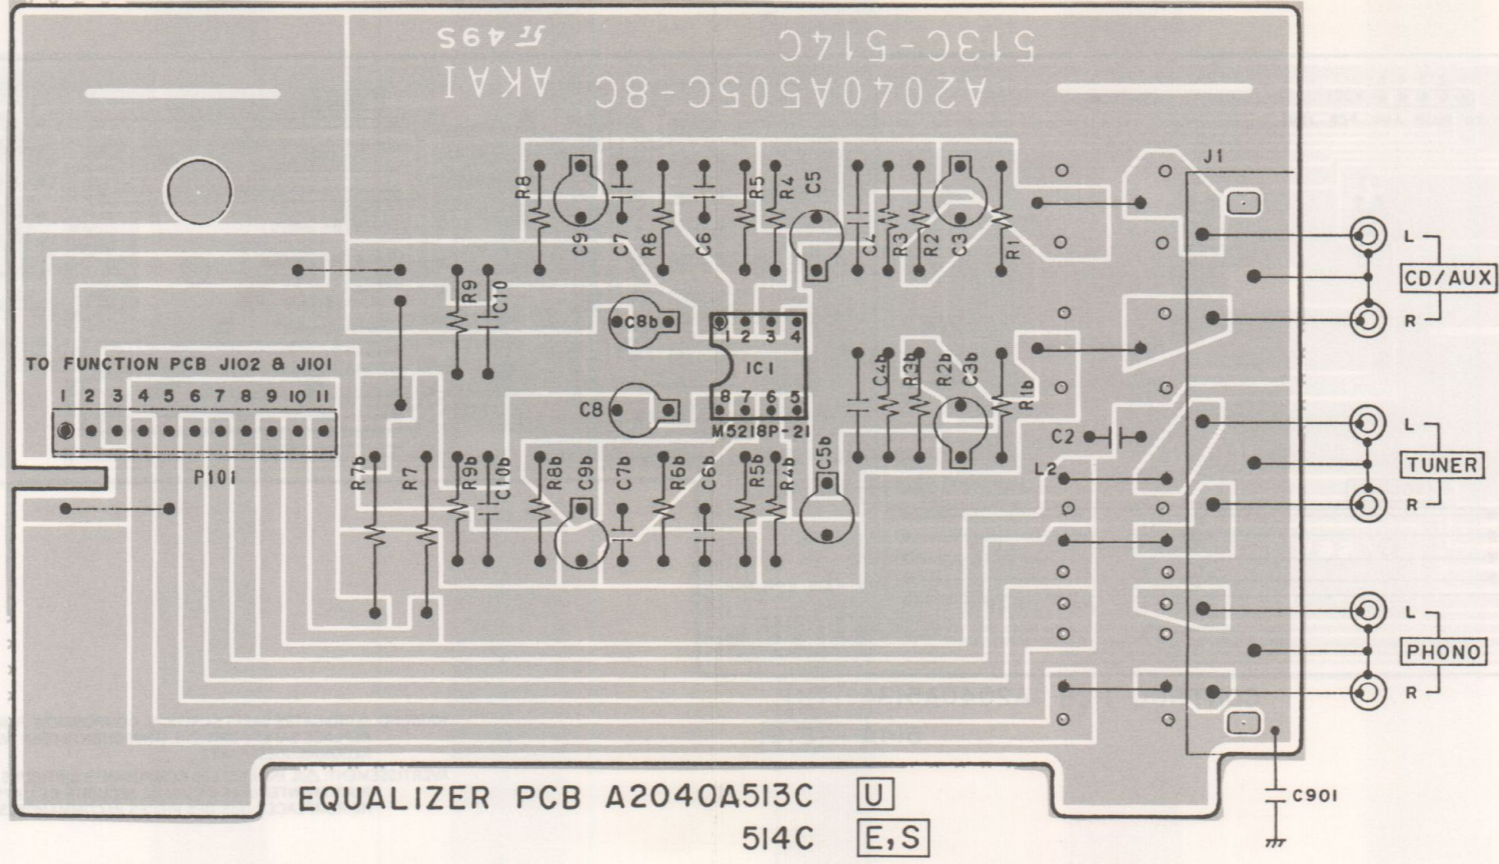 513C-514C
49S
A2040A505C-8C
AKAI
J1
R8
C9
C7
R6
C6
R5
R4
C5
C4
R3
R2
C3
R1
L
CD/AUX
R
R9
C10
C8b
1 2 3 4
IC1
8 7 6 5
M5218P-21
C8
C4b
R3b
R2b
C3b
R1b
TO FUNCTION PCB J102 & J101
1 2 3 4 5 6 7 8 9 10 11
P101
C2
L2
L
TUNER
R
R7b
R7
R9b
C10b
R8b
C9b
C7b
R6b
C6b
R5b
R4b
C5b
L
PHONO
R
C901
EQUALIZER PCB A2040A513C U
514C E,S